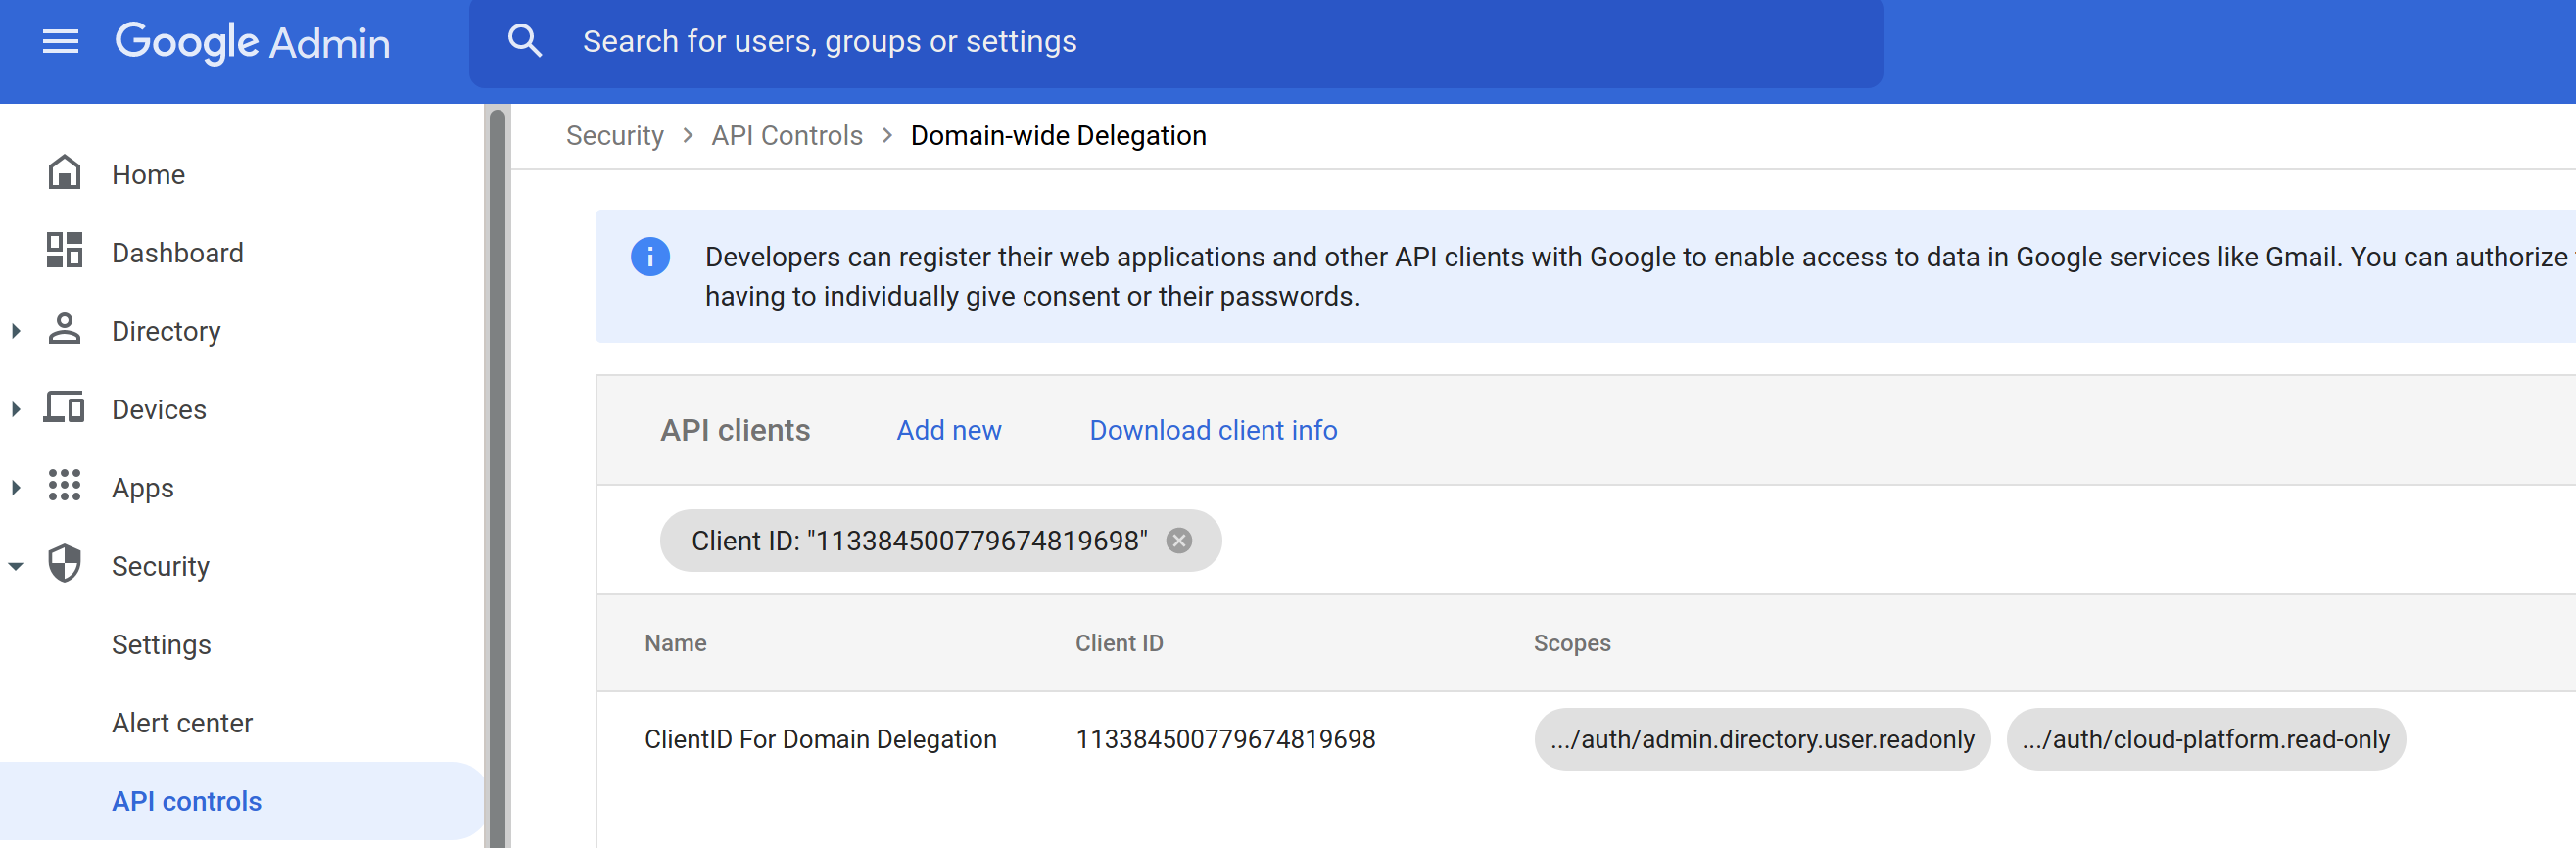 Google Admin
Search for users, groups or settings
Home
Dashboard
Directory
Devices
Apps
Security
Settings
Alert center
API controls
Security > API Controls > Domain-wide Delegation
Developers can register their web applications and other API clients with Google to enable access to data in Google services like Gmail. You can authorize
having to individually give consent or their passwords.
API clients Add new Download client info
Client ID: "113384500779674819698"
Name Client ID Scopes
ClientID For Domain Delegation 113384500779674819698 .../auth/admin.directory.user.readonly .../auth/cloud-platform.read-only